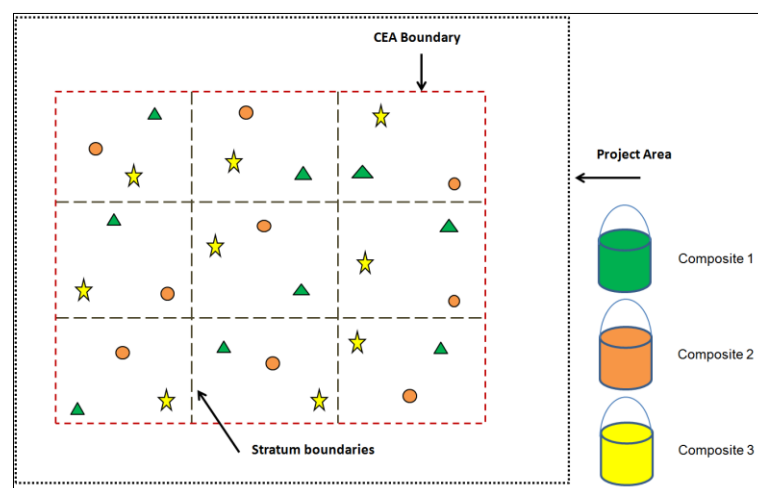 CEA Boundary
Project Area
Composite 1
Composite 2
Stratum boundaries
Composite 3